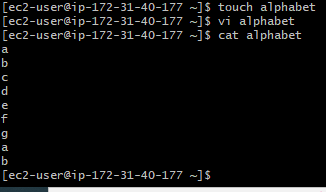 [ec2-user@ip-172-31-40-177 ~]$ touch alphabet
[ec2-user@ip-172-31-40-177 ~]$ vi alphabet
[ec2-user@ip-172-31-40-177 ~]$ cat alphabet
a
b
c
d
e
f
g
a
b
[ec2-user@ip-172-31-40-177 ~]$